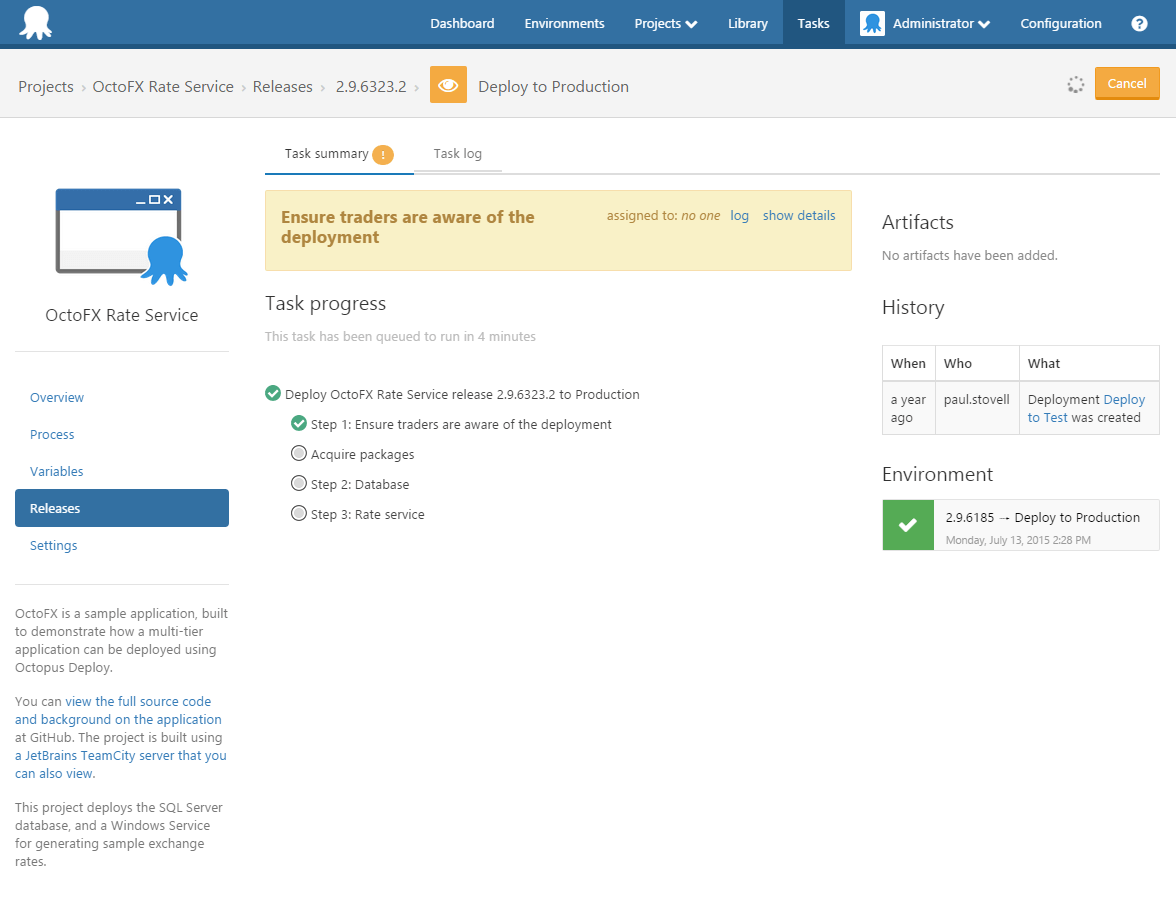 Dashboard Environments Projects Library Tasks Administrator Configuration ?
Projects › OctoFX Rate Service › Releases › 2.9.6323.2 › Deploy to Production Cancel
Task summary ! Task log
OctoFX Rate Service
Overview
Process
Variables
Releases
Settings
OctoFX is a sample application, built
to demonstrate how a multi-tier
application can be deployed using
Octopus Deploy.
You can view the full source code
and background on the application
at GitHub. The project is built using
a JetBrains TeamCity server that you
can also view.
This project deploys the SQL Server
database, and a Windows Service
for generating sample exchange
rates.
Ensure traders are aware of the
deployment
assigned to: no one log show details
Task progress
This task has been queued to run in 4 minutes
Deploy OctoFX Rate Service release 2.9.6323.2 to Production
Step 1: Ensure traders are aware of the deployment
Acquire packages
Step 2: Database
Step 3: Rate service
Artifacts
No artifacts have been added.
History
When Who What
a year
ago
paul.stovell
Deployment Deploy
to Test was created
Environment
2.9.6185 → Deploy to Production
Monday, July 13, 2015 2:28 PM